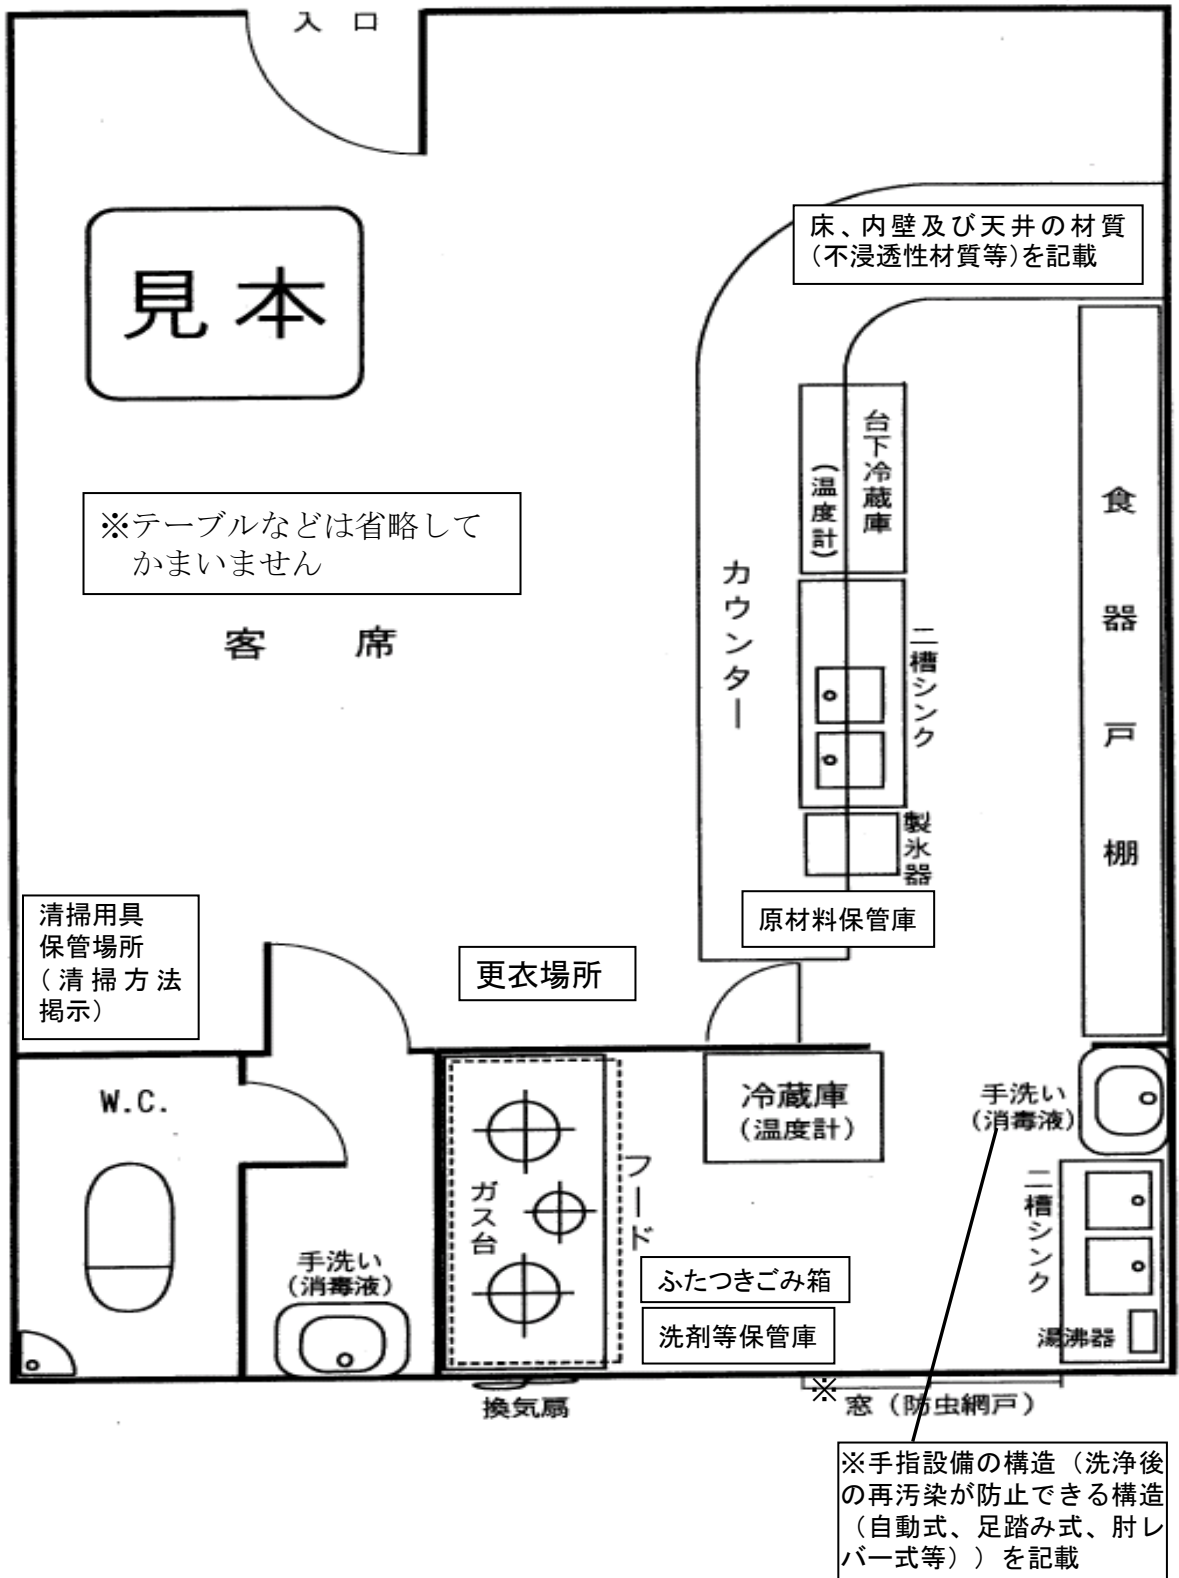 入口
見本
床、内壁及び天井の材質
(不浸透性材質等)を記載
台下冷蔵庫
(温度計)
食器戸棚
※テーブルなどは省略して
かまいません
客席
カウンター
二槽シンク
製氷器
原材料保管庫
清掃用具
保管場所
(清掃方法
掲示)
更衣場所
W.C.
冷蔵庫
(温度計)
手洗い
(消毒液)
ガス台
フード
二槽シンク
手洗い
(消毒液)
ふたつきごみ箱
洗剤等保管庫
湯沸器
換気扇
※ 窓(防虫網戸)
※手指設備の構造(洗浄後
の再汚染が防止できる構造
(自動式、足踏み式、肘レ
バー式等))を記載